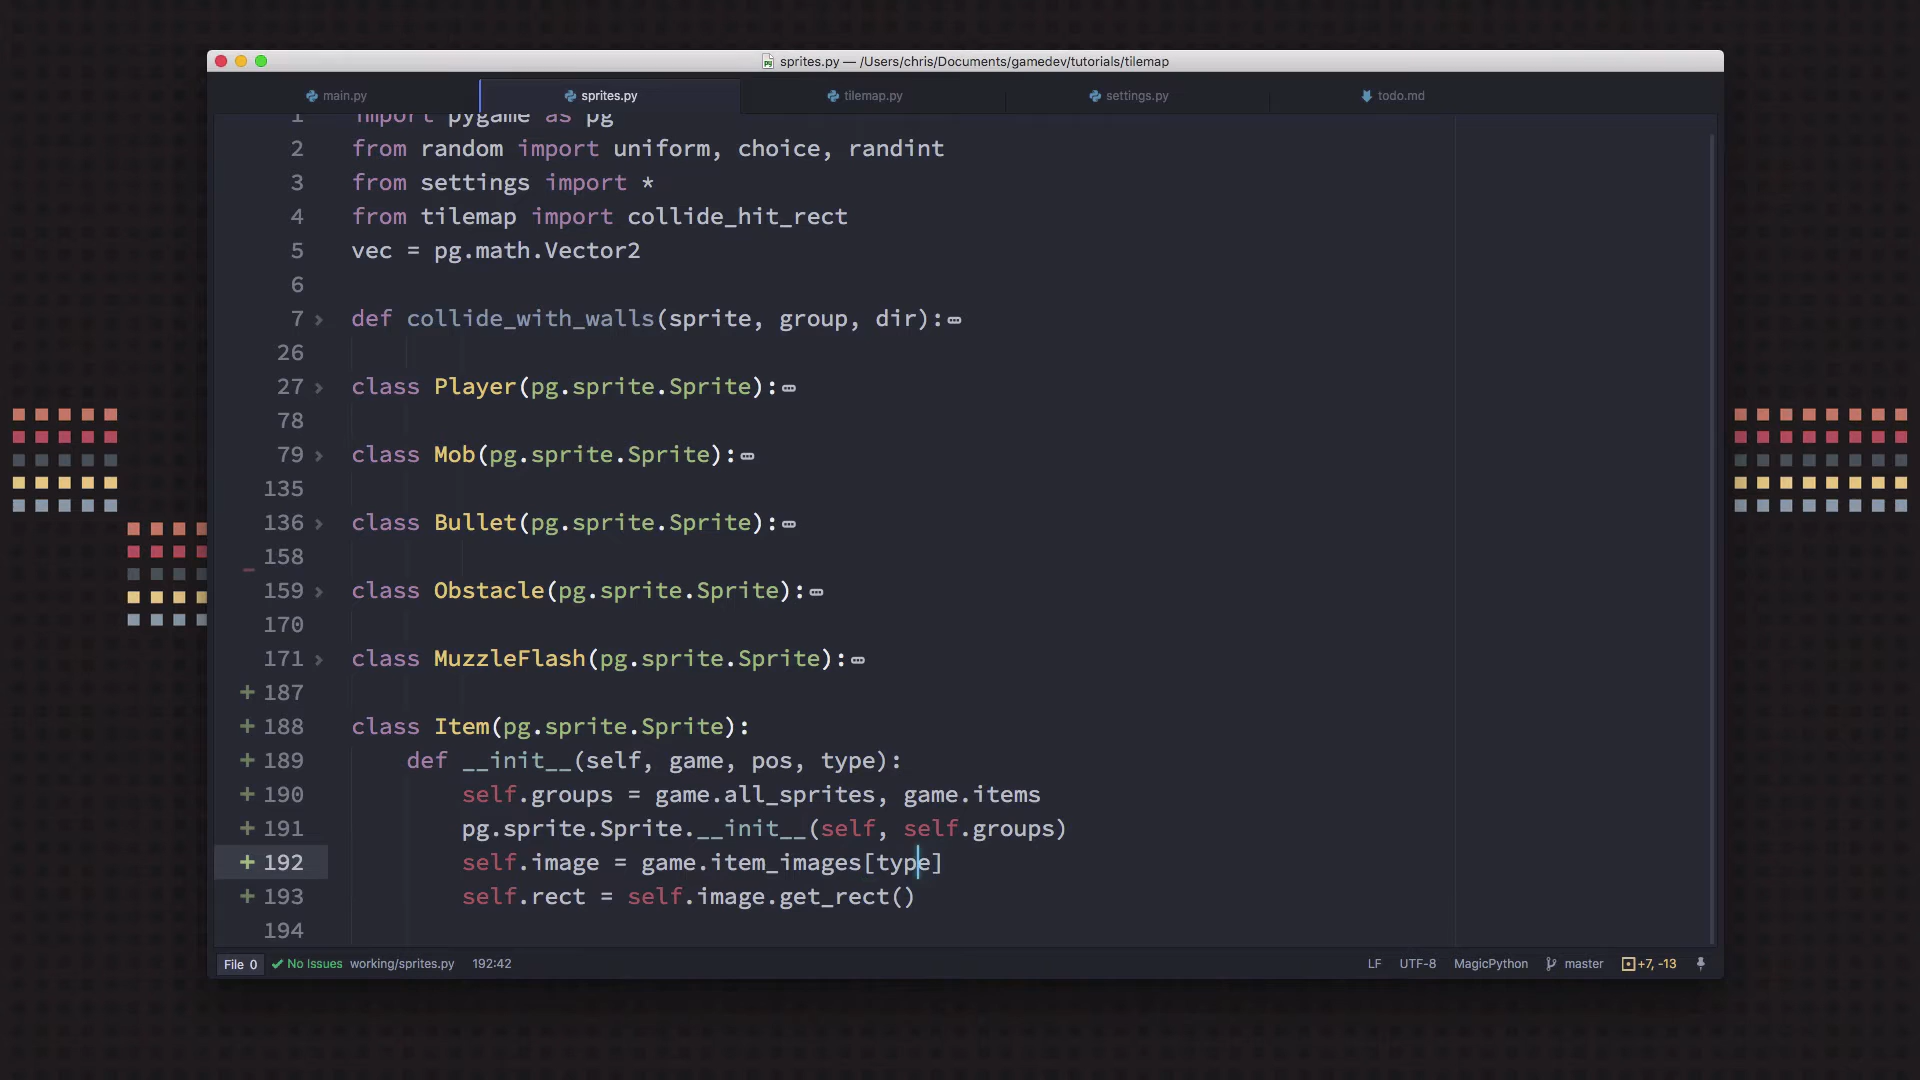 sprites.py — /Users/chris/Documents/gamedev/tutorials/tilemap
main.py sprites.py tilemap.py settings.py todo.md
1 import pygame as pg
2 from random import uniform, choice, randint
3 from settings import *
4 from tilemap import collide_hit_rect
5 vec = pg.math.Vector2
6
7 def collide_with_walls(sprite, group, dir):
26
27 class Player(pg.sprite.Sprite):
78
79 class Mob(pg.sprite.Sprite):
135
136 class Bullet(pg.sprite.Sprite):
158
159 class Obstacle(pg.sprite.Sprite):
170
171 class MuzzleFlash(pg.sprite.Sprite):
+ 187
+ 188 class Item(pg.sprite.Sprite):
+ 189 def __init__(self, game, pos, type):
+ 190 self.groups = game.all_sprites, game.items
+ 191 pg.sprite.Sprite.__init__(self, self.groups)
+ 192 self.image = game.item_images[type]
+ 193 self.rect = self.image.get_rect()
194
File 0 No Issues working/sprites.py 192:42 LF UTF-8 MagicPython master +7, -13